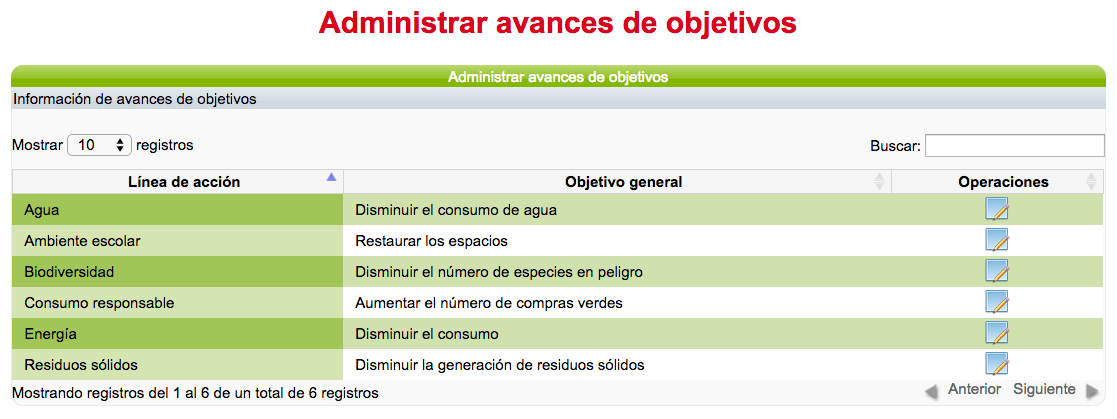 Administrar avances de objetivos
Administrar avances de objetivos
Información de avances de objetivos
Mostrar 10 registros Buscar:
Línea de acción Objetivo general Operaciones
Agua Disminuir el consumo de agua
Ambiente escolar Restaurar los espacios
Biodiversidad Disminuir el número de especies en peligro
Consumo responsable Aumentar el número de compras verdes
Energía Disminuir el consumo
Residuos sólidos Disminuir la generación de residuos sólidos
Mostrando registros del 1 al 6 de un total de 6 registros Anterior Siguiente